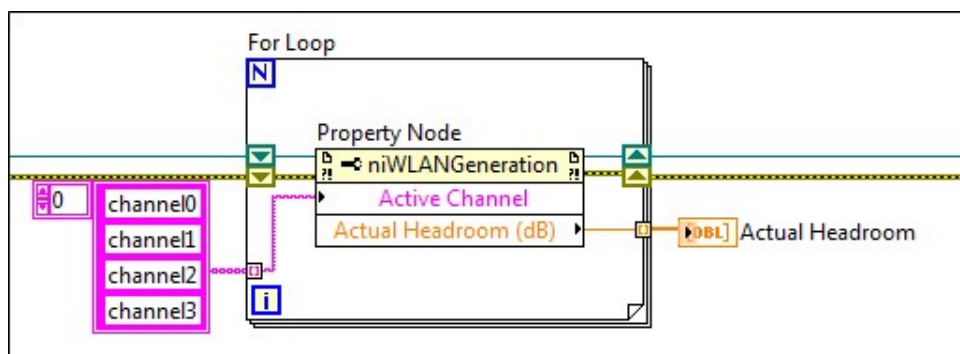 For Loop
N
Property Node
?! niWLANGeneration ?!
Active Channel
Actual Headroom (dB)
0
channel0
channel1
channel2
channel3
i
DBL] Actual Headroom